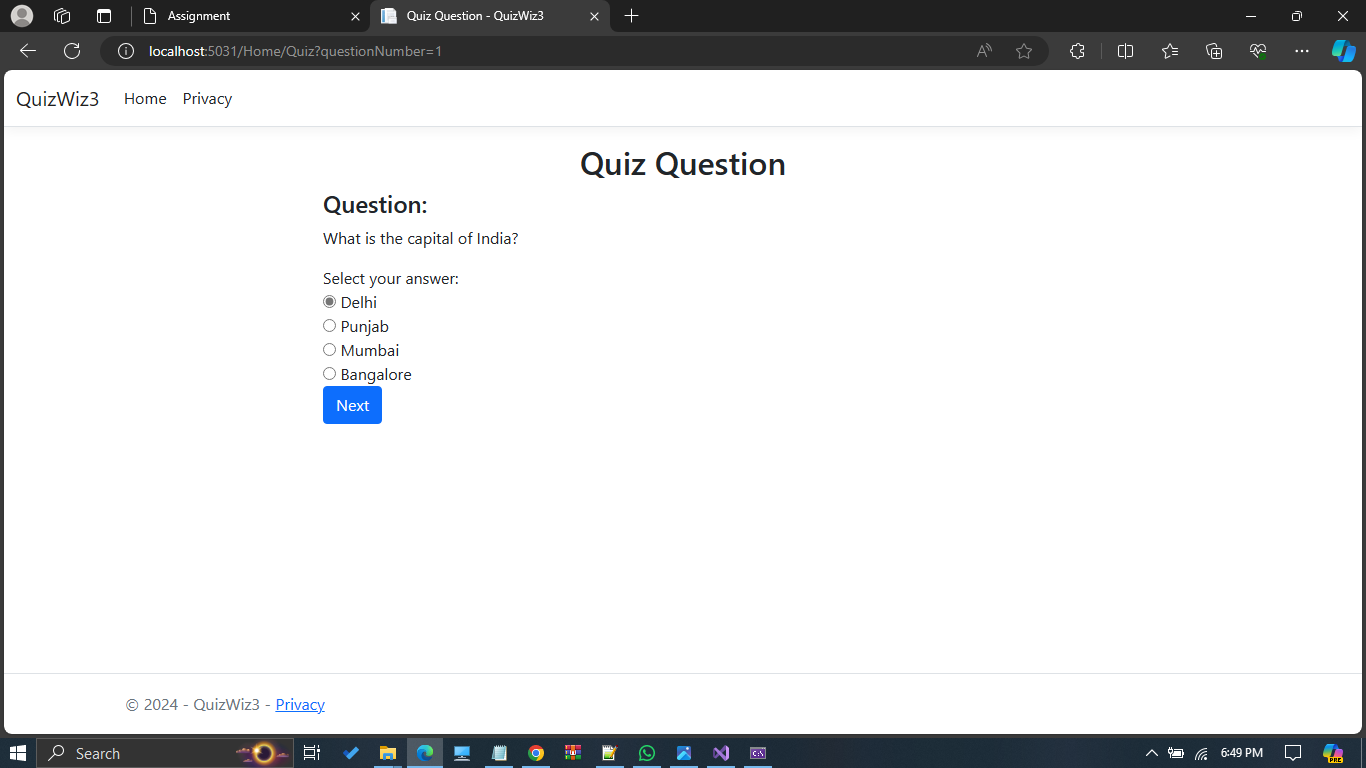 Assignment
Quiz Question - QuizWiz3
localhost:5031/Home/Quiz?questionNumber=1
QuizWiz3 Home Privacy
Quiz Question
Question:
What is the capital of India?
Select your answer:
Delhi
Punjab
Mumbai
Bangalore
Next
© 2024 - QuizWiz3 - Privacy
Search
6:49 PM
PRE